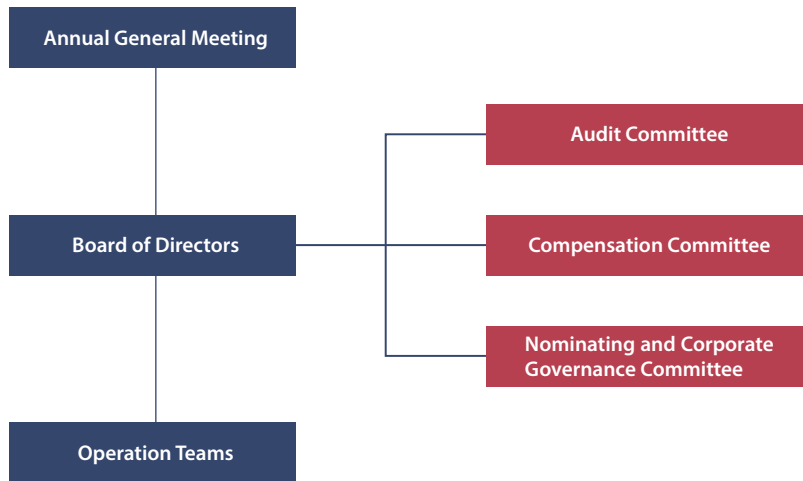 Annual General Meeting
Audit Committee
Board of Directors
Compensation Committee
Nominating and Corporate
Governance Committee
Operation Teams